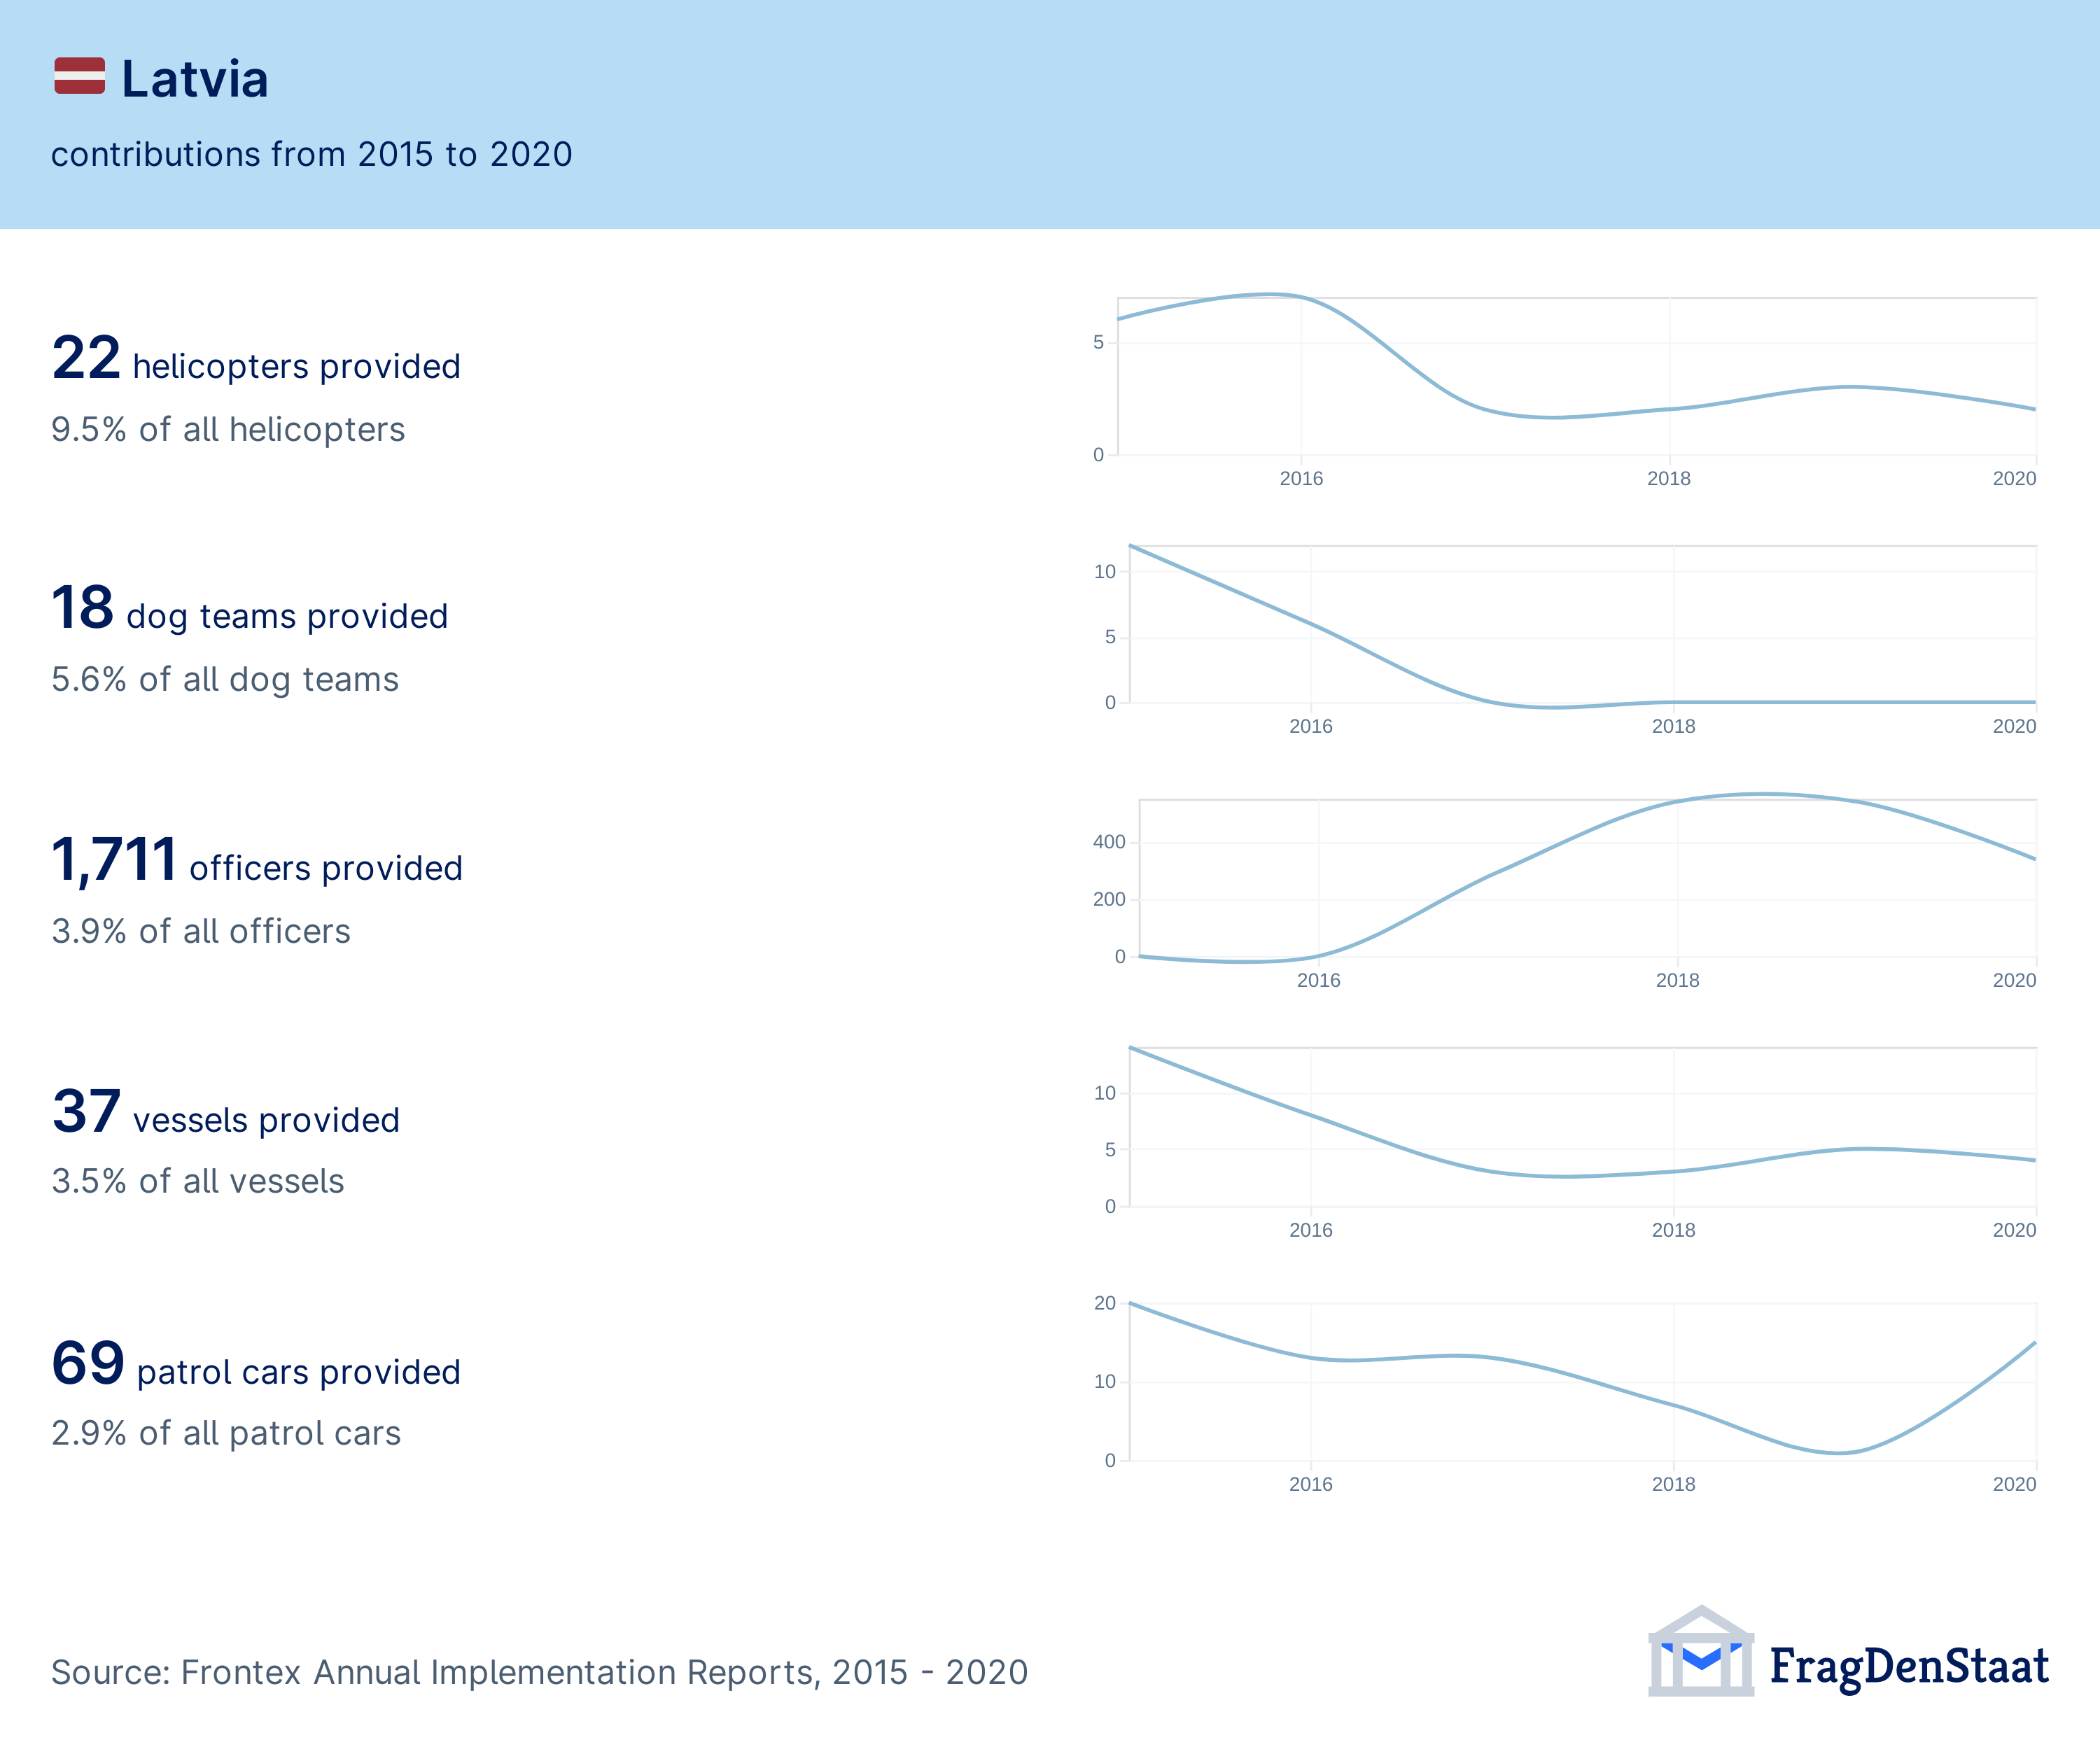 Latvia
contributions from 2015 to 2020
22 helicopters provided
9.5% of all helicopters
5
0
2016 2018 2020
18 dog teams provided
5.6% of all dog teams
10
5
0
2016 2018 2020
1,711 officers provided
3.9% of all officers
400
200
0
2016 2018 2020
37 vessels provided
3.5% of all vessels
10
5
0
2016 2018 2020
69 patrol cars provided
2.9% of all patrol cars
20
10
0
2016 2018 2020
Source: Frontex Annual Implementation Reports, 2015 - 2020
FragDenStaat